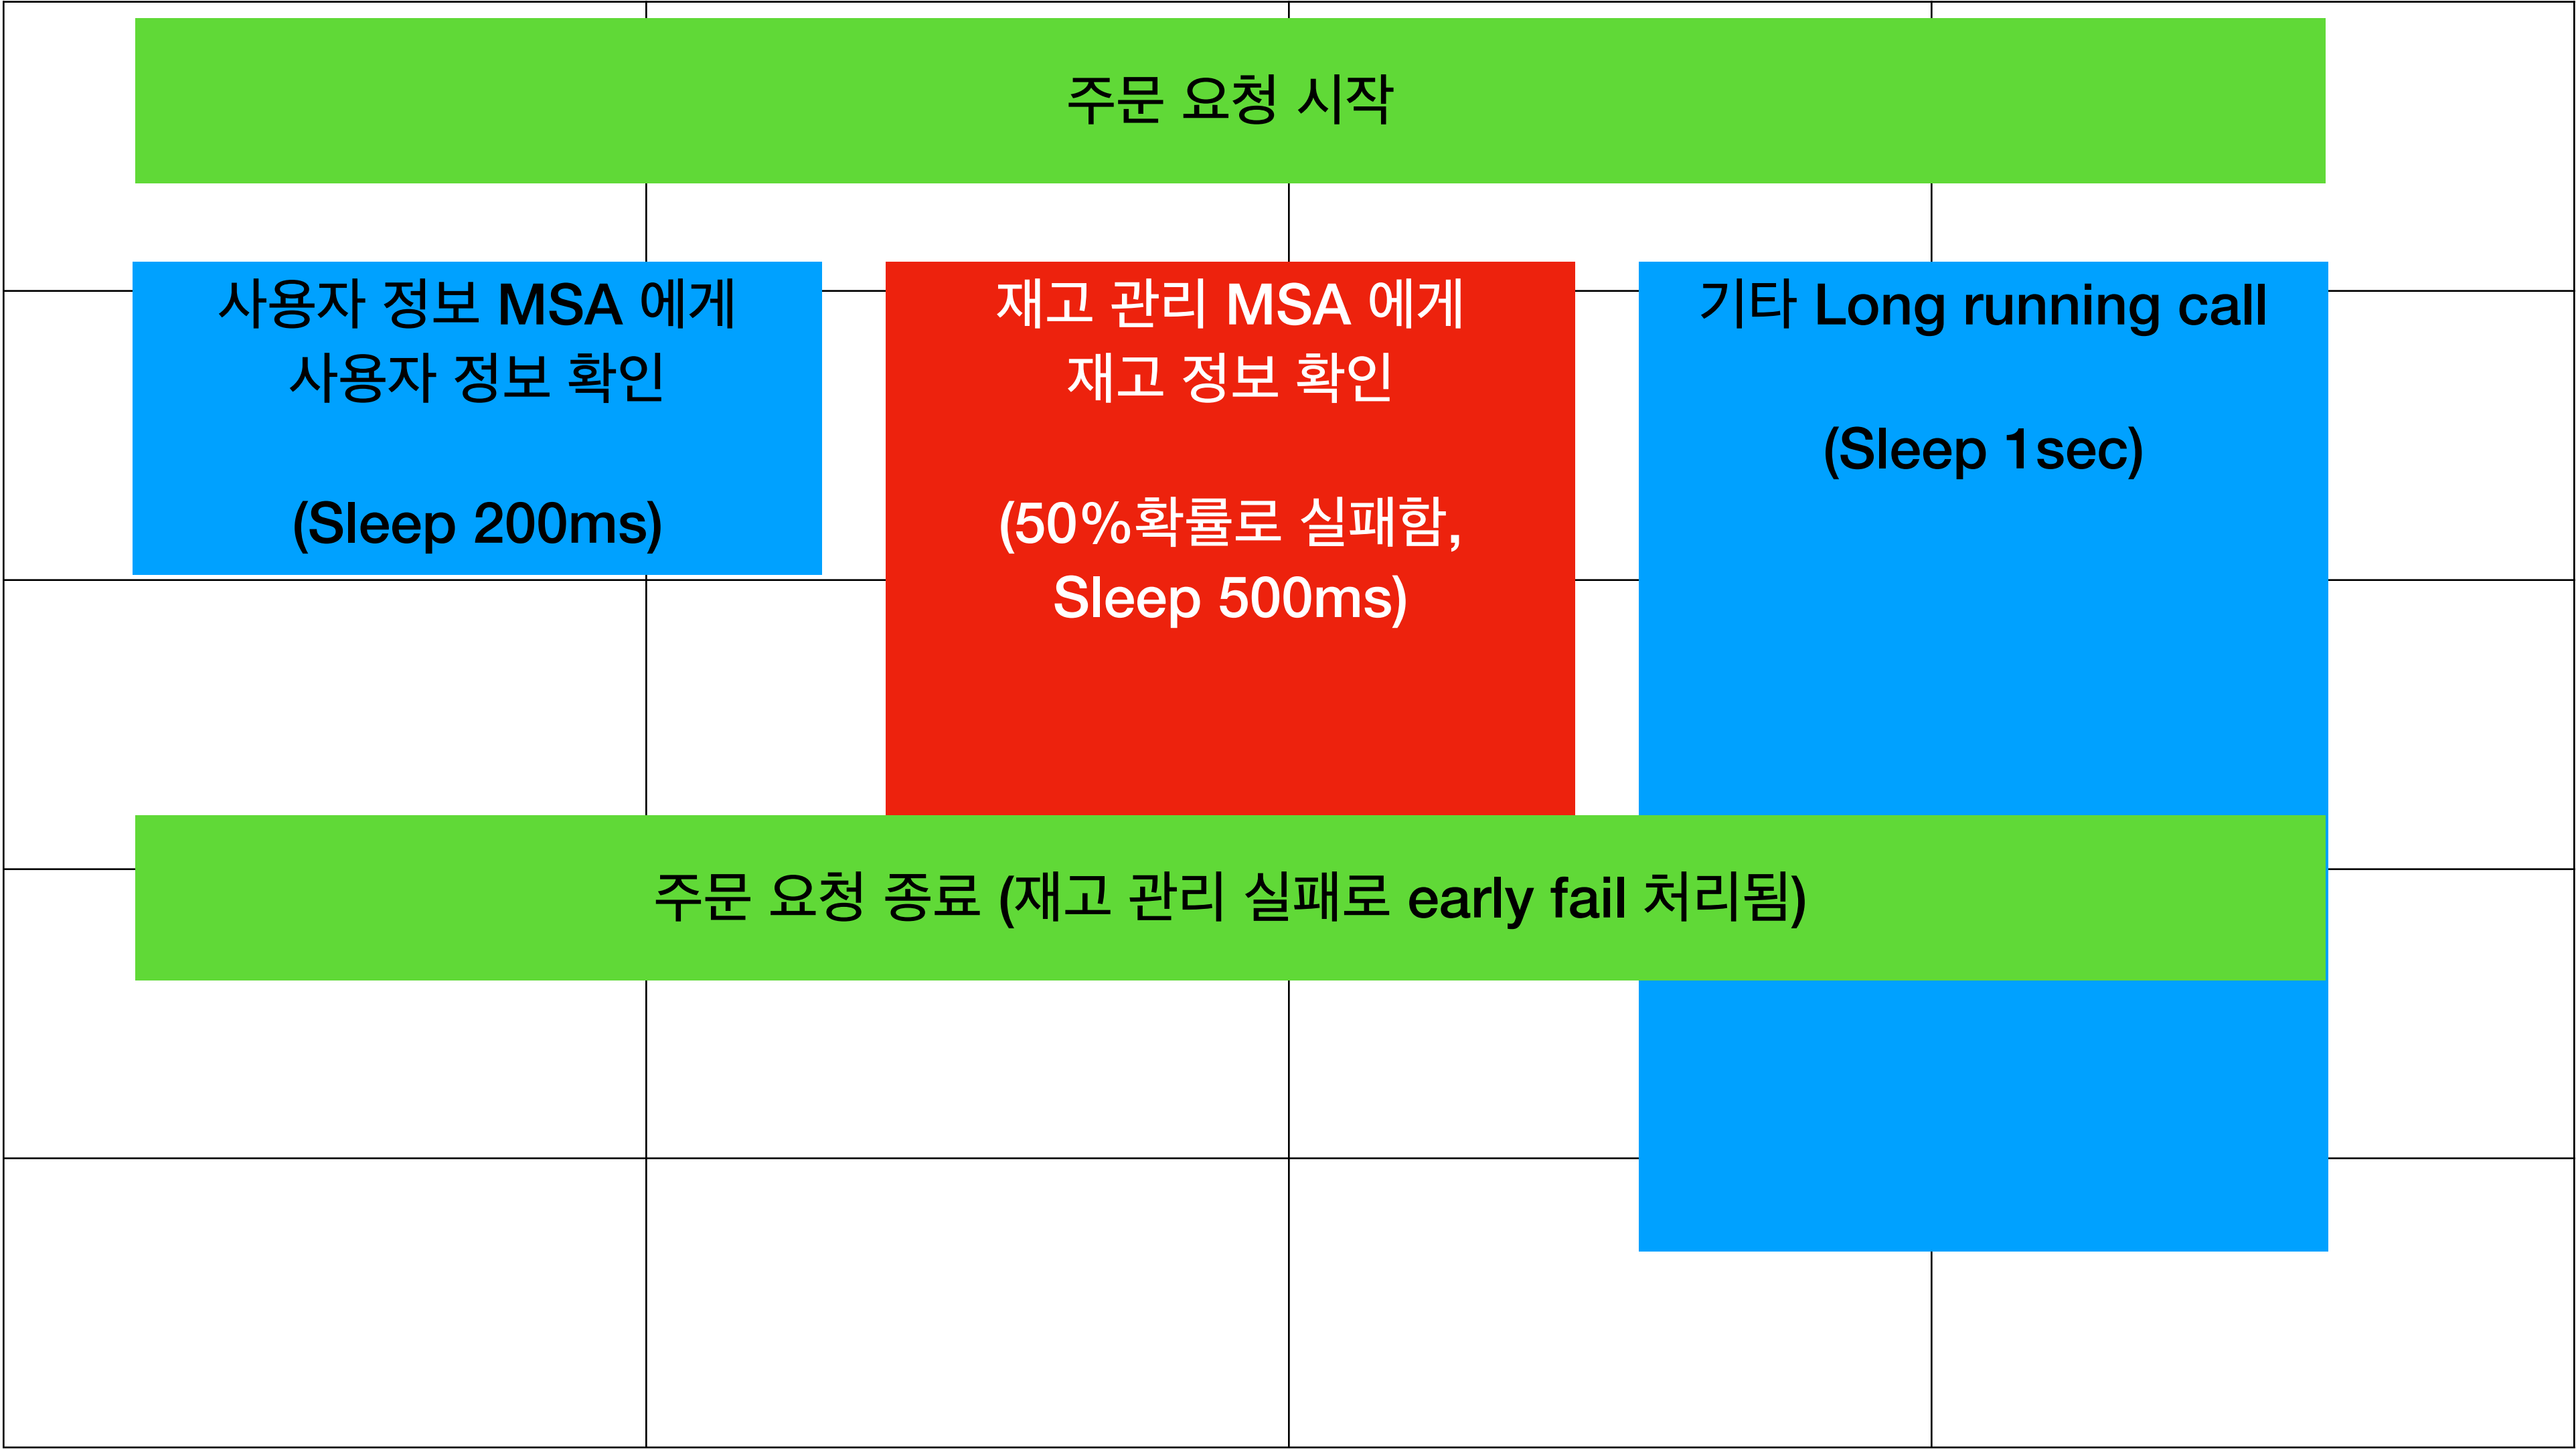 주문 요청 시작
사용자 정보 MSA 에게
사용자 정보 확인
(Sleep 200ms)
재고 관리 MSA 에게
재고 정보 확인
(50%확률로 실패함,
Sleep 500ms)
기타 Long running call
(Sleep 1sec)
주문 요청 종료 (재고 관리 실패로 early fail 처리됨)